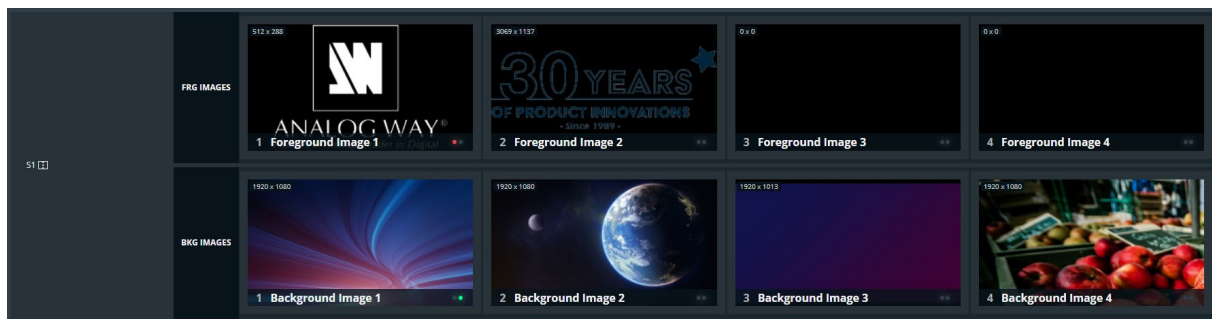 S1
FRG IMAGES
512 x 288
ANALOG WAY®
der in Digital
1 Foreground Image 1
3069 x 1137
30 YEARS
OF PRODUCT INNOVATIONS
- Since 1989 -
2 Foreground Image 2
0 x 0
3 Foreground Image 3
0 x 0
4 Foreground Image 4
BKG IMAGES
1920 x 1080
1 Background Image 1
1920 x 1080
2 Background Image 2
1920 x 1013
3 Background Image 3
1920 x 1080
4 Background Image 4